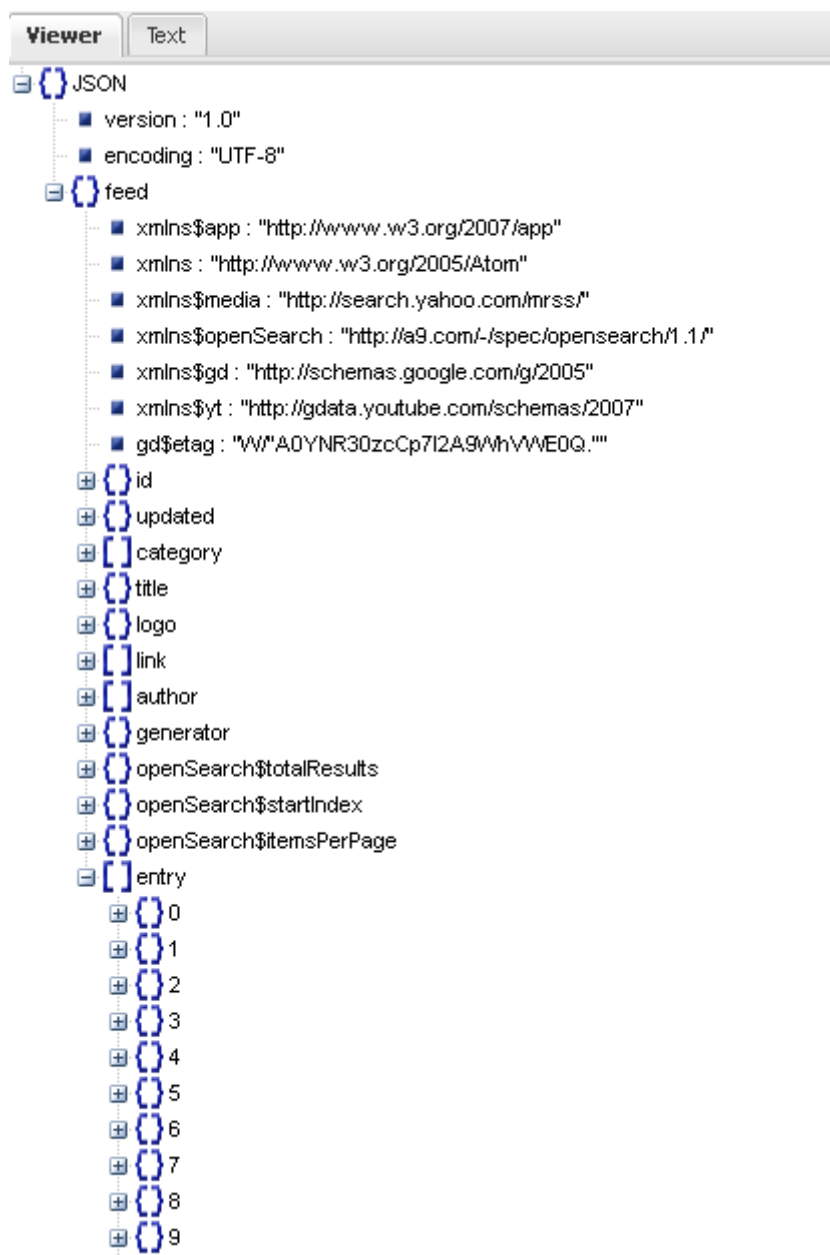 Viewer Text
JSON
version : "1.0"
encoding : "UTF-8"
feed
xmlns$app : "http://www.w3.org/2007/app"
xmlns : "http://www.w3.org/2005/Atom"
xmlns$media : "http://search.yahoo.com/mrss/"
xmlns$openSearch : "http://a9.com/-/spec/opensearch/1.1/"
xmlns$gd : "http://schemas.google.com/g/2005"
xmlns$yt : "http://gdata.youtube.com/schemas/2007"
gd$etag : "W/"A0YNR30zcCp7I2A9WhVWE0Q.""
id
updated
category
title
logo
link
author
generator
openSearch$totalResults
openSearch$startIndex
openSearch$itemsPerPage
entry
0
1
2
3
4
5
6
7
8
9